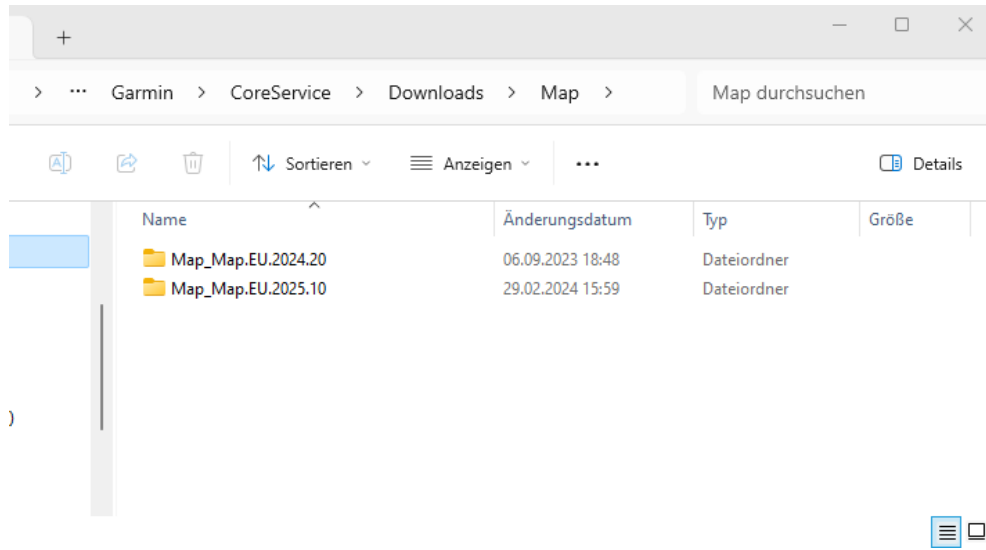 +
> ... Garmin > CoreService > Downloads > Map > Map durchsuchen
Sortieren Anzeigen ... Details
Name Änderungsdatum Typ Größe
Map_Map.EU.2024.20 06.09.2023 18:48 Dateiordner
Map_Map.EU.2025.10 29.02.2024 15:59 Dateiordner
)